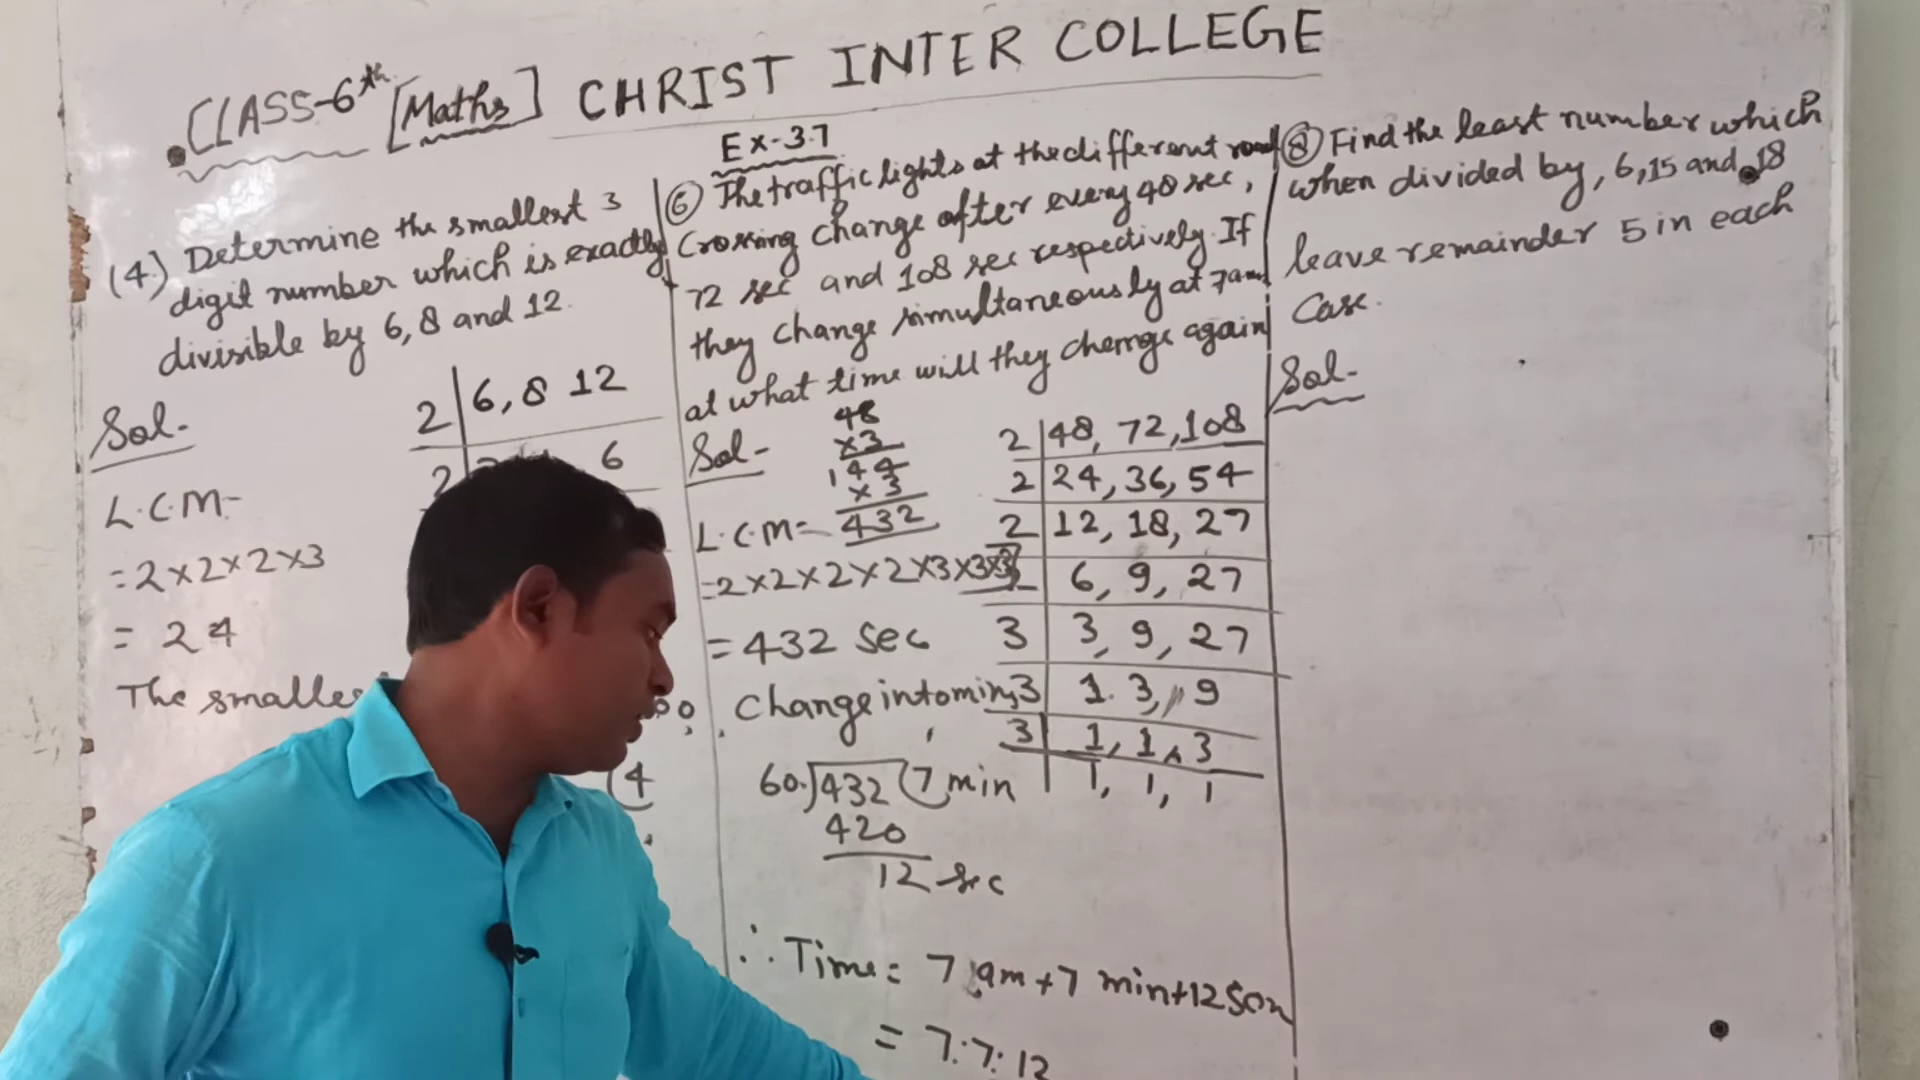 CLASS-6th [Maths] CHRIST INTER COLLEGE
Ex-3.7
(4) Determine the smallest 3
digit number which is exactly
divisible by 6, 8 and 12.
Sol-
2 | 6, 8 12
2 6
L.C.M-
= 2×2×2×3
= 24
The
(4
⑥ The traffic lights at the different road
Crossing change after every 48 sec,
72 sec and 108 sec respectively. If
they change simultaneously at 7am
at what time will they change again
Sol-
48
×3
144
×3
432
L.C.M=
=2×2×2×2×3×3×3
= 432 sec
2 | 48, 72, 108
2 | 24, 36, 54
2 | 12, 18, 27
2 | 6, 9, 27
3 | 3, 9, 27
3 | 1. 3, 9
3 | 1, 1, 3
| 1, 1, 1
Change into min,
60)432(7 min
420
12 sec
∴ Time = 7 am + 7 min + 12
= 7:7:12
⑧ Find the least number which
when divided by, 6, 15 and 18
leave remainder 5 in each
Case.
Sol-